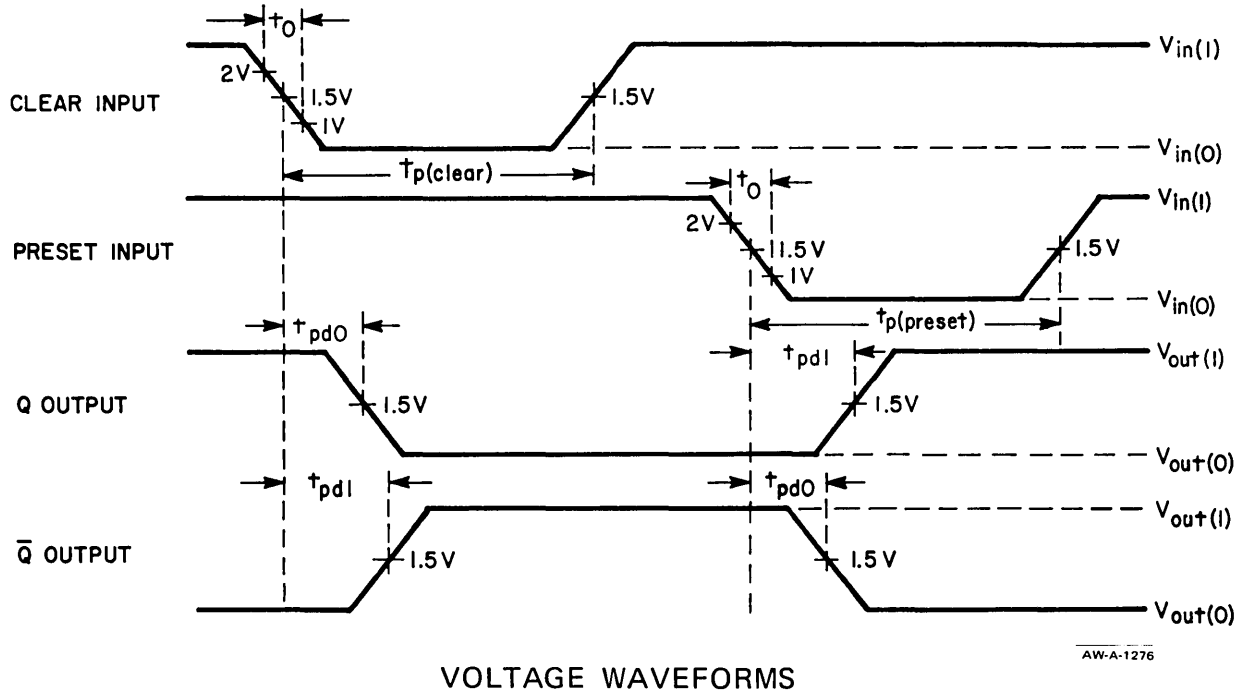 t0
Vin(1)
2V
CLEAR INPUT
1.5V
1.5V
1V
Vin(0)
tp(clear)
t0
Vin(1)
2V
PRESET INPUT
11.5V
1.5V
1V
Vin(0)
tpd0
tp(preset)
tpd1
Vout(1)
Q OUTPUT
1.5V
1.5V
Vout(0)
tpd1
tpd0
Vout(1)
Q̅ OUTPUT
1.5V
1.5V
Vout(0)
AW-A-1276
VOLTAGE WAVEFORMS